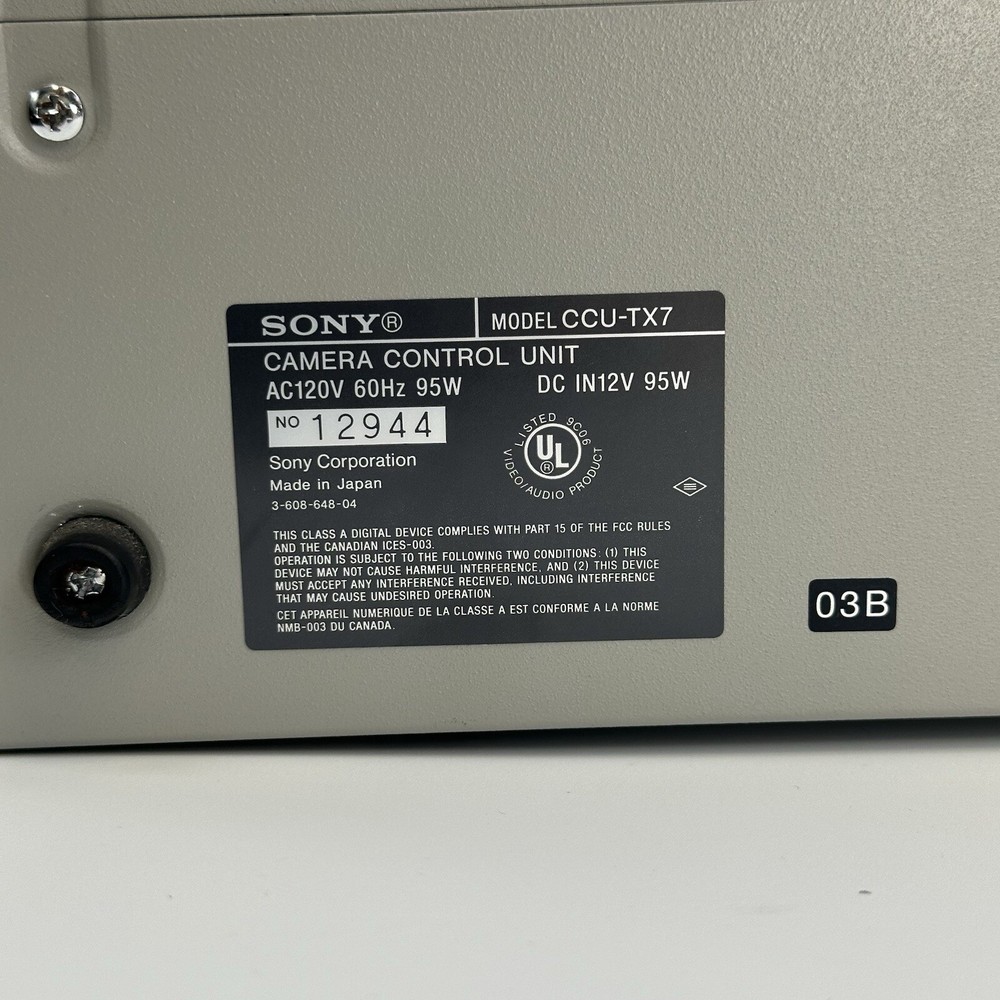 SONY® MODEL CCU-TX7
CAMERA CONTROL UNIT
AC120V 60Hz 95W DC IN12V 95W
NO 12944
LISTED 9C06
UL®
VIDEO/AUDIO PRODUCT
Sony Corporation
Made in Japan
3-608-648-04
THIS CLASS A DIGITAL DEVICE COMPLIES WITH PART 15 OF THE FCC RULES
AND THE CANADIAN ICES-003.
OPERATION IS SUBJECT TO THE FOLLOWING TWO CONDITIONS: (1) THIS
DEVICE MAY NOT CAUSE HARMFUL INTERFERENCE, AND (2) THIS DEVICE
MUST ACCEPT ANY INTERFERENCE RECEIVED, INCLUDING INTERFERENCE
THAT MAY CAUSE UNDESIRED OPERATION.
CET APPAREIL NUMERIQUE DE LA CLASSE A EST CONFORME A LA NORME
NMB-003 DU CANADA.
03B